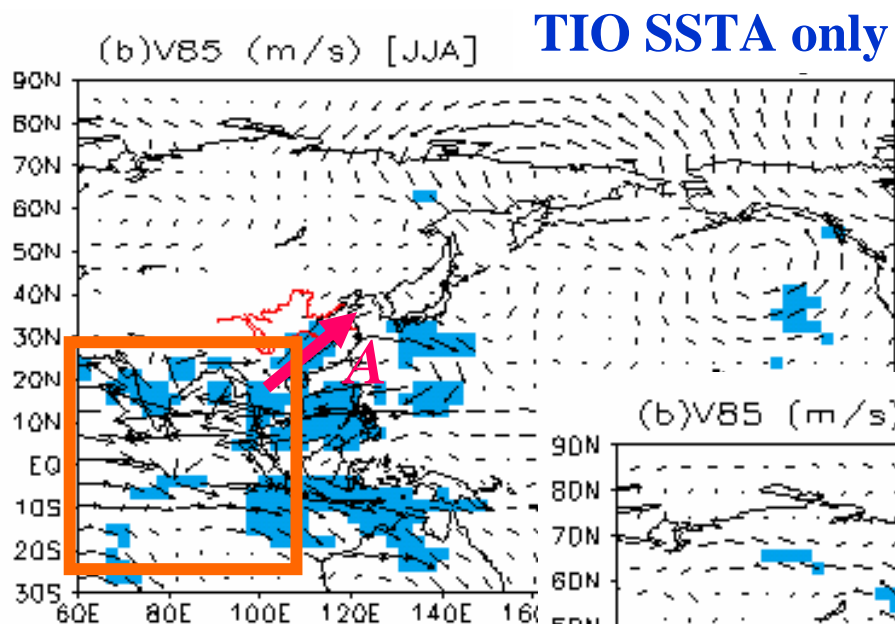 TIO SSTA only
(b)V85 (m/s) [JJA]
90N
80N
70N
60N
50N
40N
30N
20N
10N
EQ
10S
20S
30S
60E 80E 100E 120E 140E
A
(b)V85 (m/s)
90N
80N
70N
60N